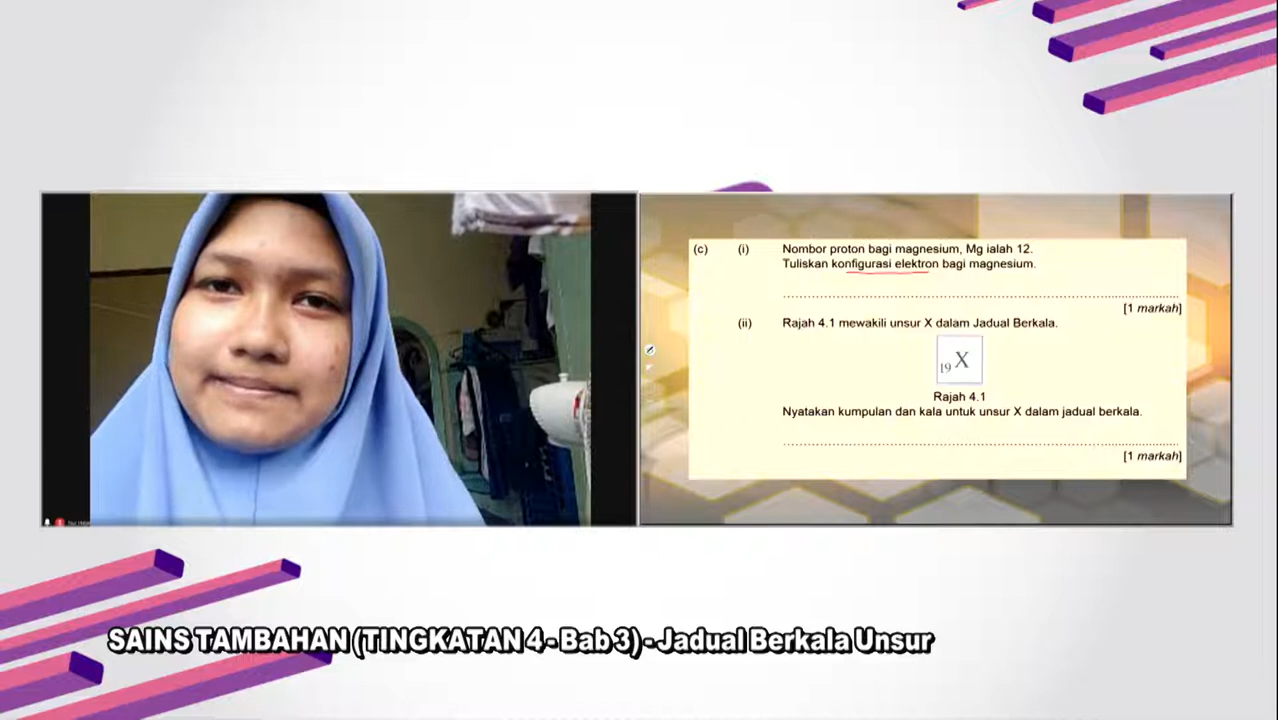 (c) (i) Nombor proton bagi magnesium, Mg ialah 12.
Tuliskan konfigurasi elektron bagi magnesium.
[1 markah]
(ii) Rajah 4.1 mewakili unsur X dalam Jadual Berkala.
19 X
Rajah 4.1
Nyatakan kumpulan dan kala untuk unsur X dalam jadual berkala.
[1 markah]
SAINS TAMBAHAN (TINGKATAN 4 - Bab 3) - Jadual Berkala Unsur